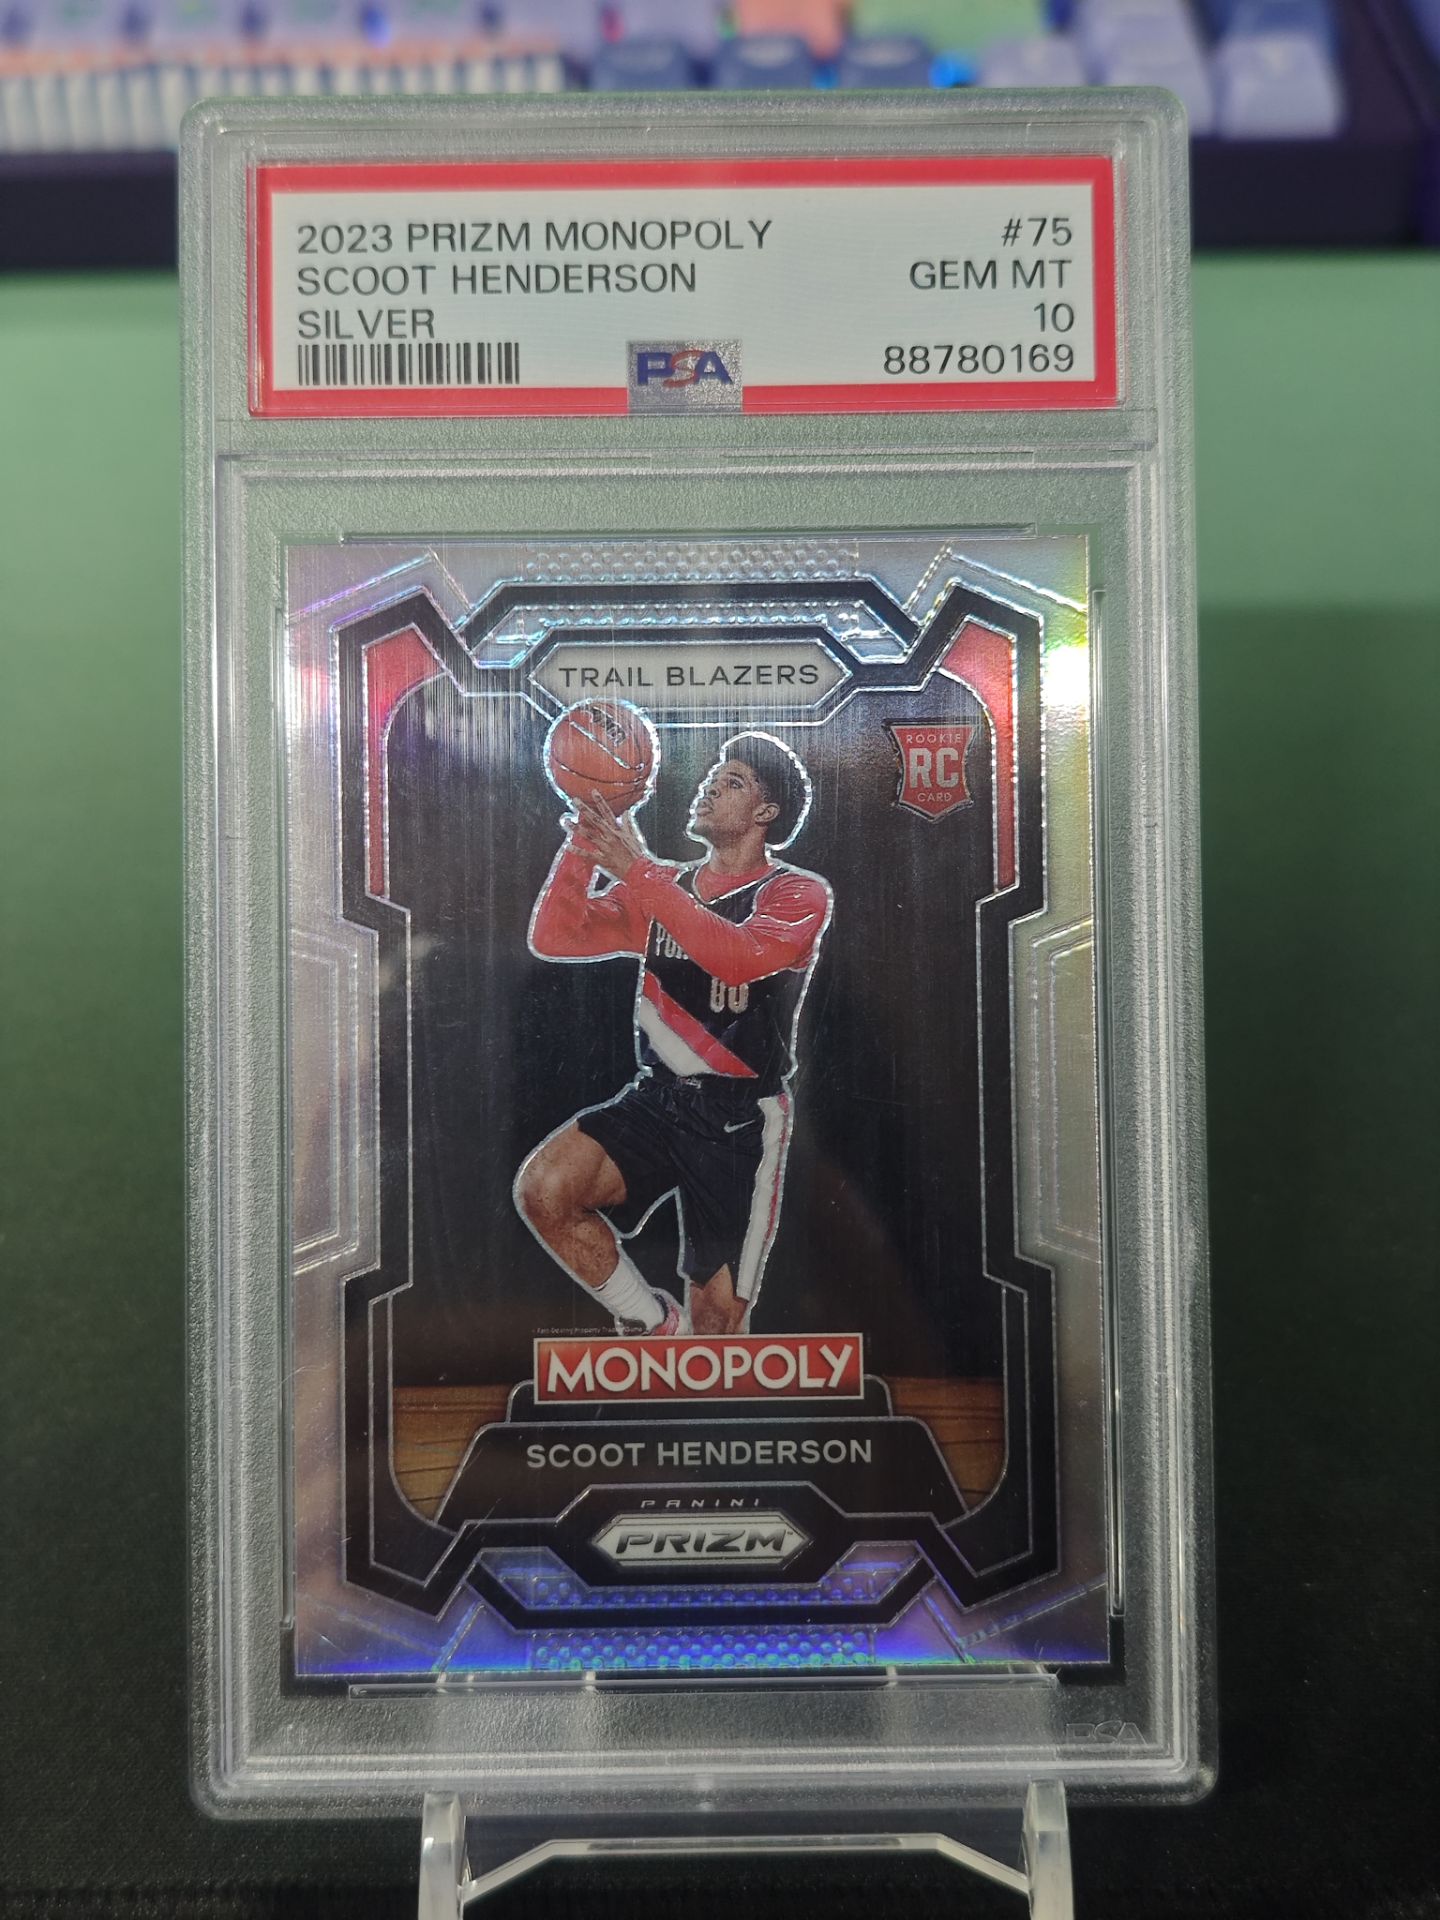 2023 PRIZM MONOPOLY #75
SCOOT HENDERSON GEM MT
SILVER 10
PSA 88780169
TRAIL BLAZERS
ROOKIE
RC
CARD
00
MONOPOLY
SCOOT HENDERSON
PANINI
PRIZM
PSA